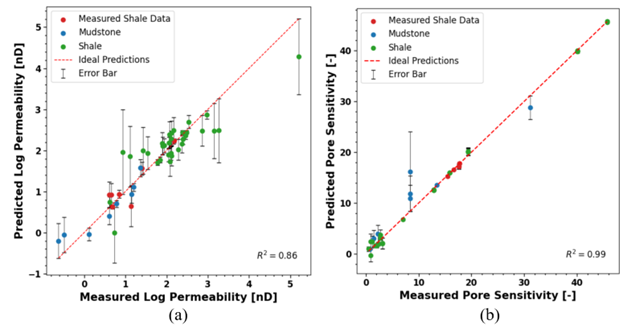 (a)
Measured Shale Data
Mudstone
Shale
Ideal Predictions
Error Bar
Predicted Log Permeability [nD]
5
4
3
2
1
0
−1
R² = 0.86
0
1
2
3
4
5
Measured Log Permeability [nD]
(a)
(b)
Measured Shale Data
Mudstone
Shale
Ideal Predictions
Error Bar
Predicted Pore Sensitivity [-]
40
30
20
10
0
R² = 0.99
0
10
20
30
40
Measured Pore Sensitivity [-]
(b)